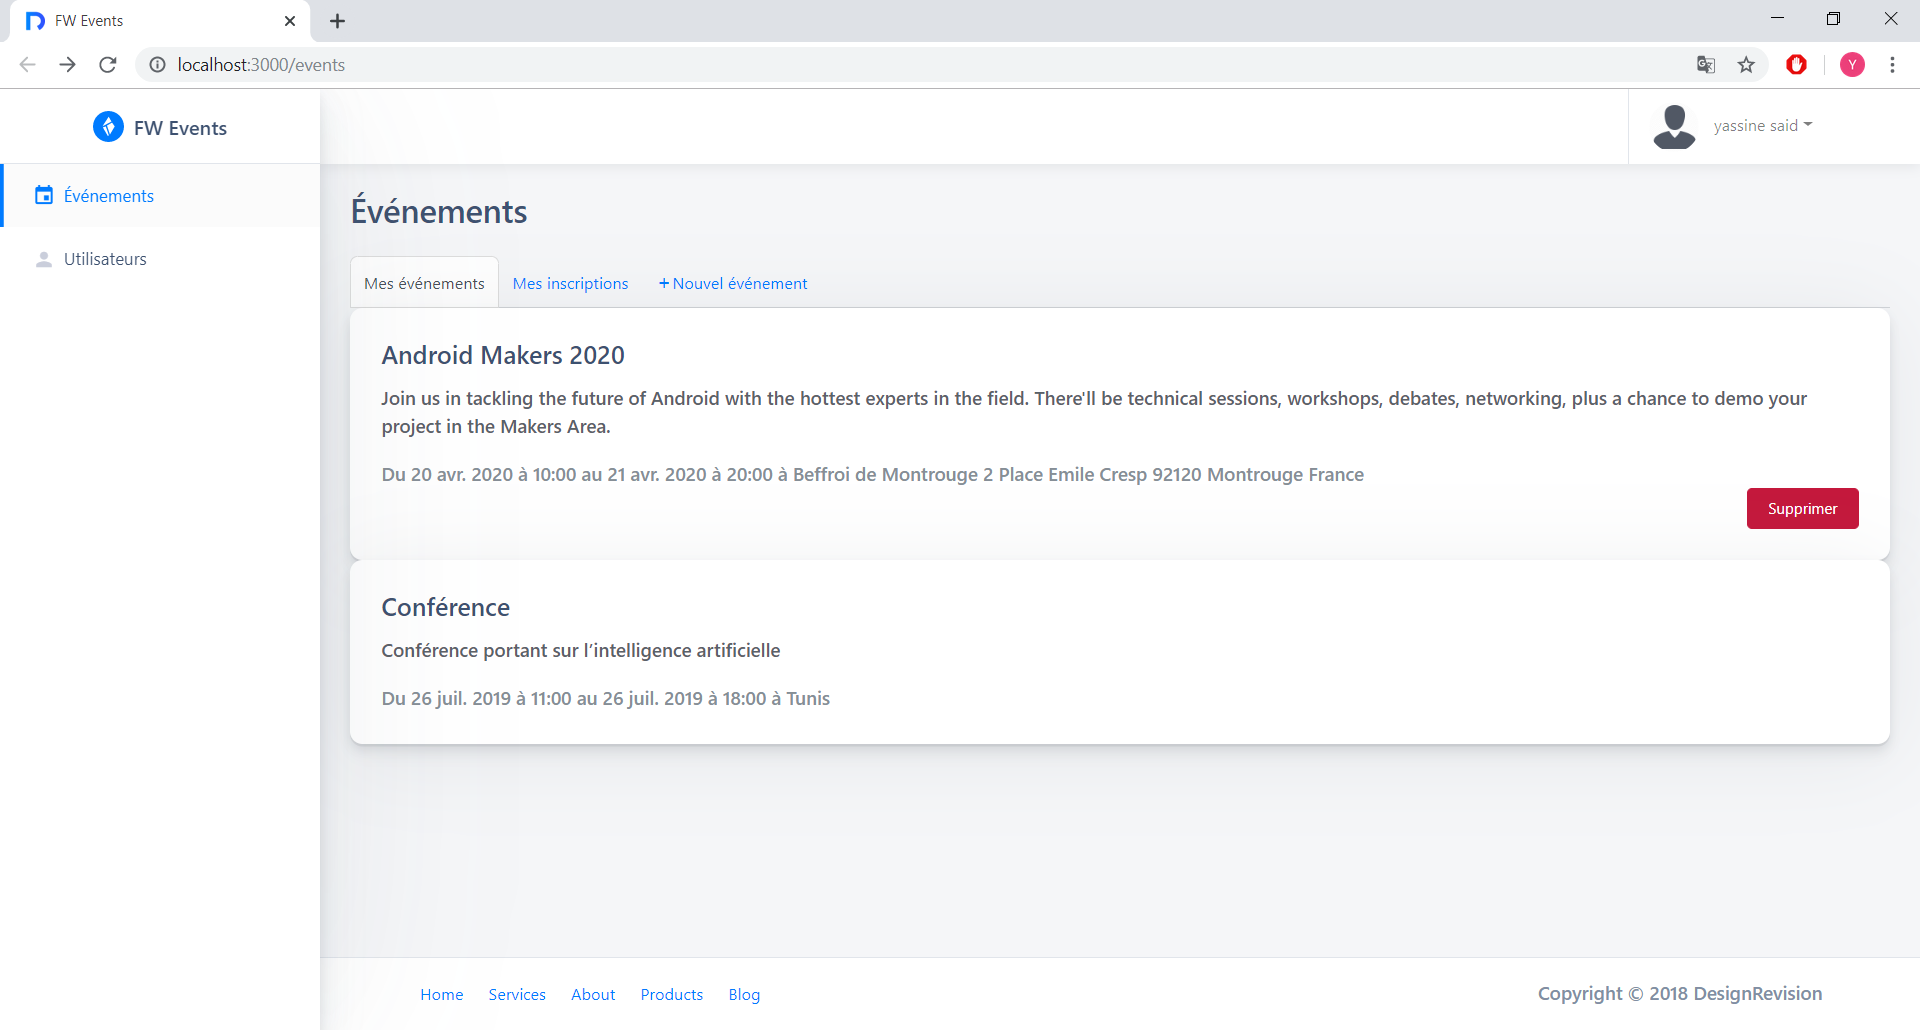 FW Events
localhost:3000/events
Y
FW Events
yassine said
Événements
Utilisateurs
Événements
Mes événements
Mes inscriptions
+ Nouvel événement
Android Makers 2020
Join us in tackling the future of Android with the hottest experts in the field. There'll be technical sessions, workshops, debates, networking, plus a chance to demo your
project in the Makers Area.
Du 20 avr. 2020 à 10:00 au 21 avr. 2020 à 20:00 à Beffroi de Montrouge 2 Place Emile Cresp 92120 Montrouge France
Supprimer
Conférence
Conférence portant sur l’intelligence artificielle
Du 26 juil. 2019 à 11:00 au 26 juil. 2019 à 18:00 à Tunis
Home Services About Products Blog
Copyright © 2018 DesignRevision